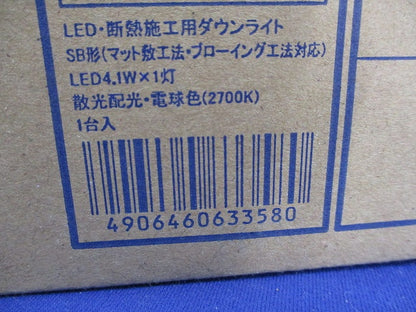 LED・断熱施工用ダウンライト
SB形(マット敷工法・ブローイング工法対応)
LED4.1W×1灯
散光配光・電球色(2700K)
1台入
4906460633580